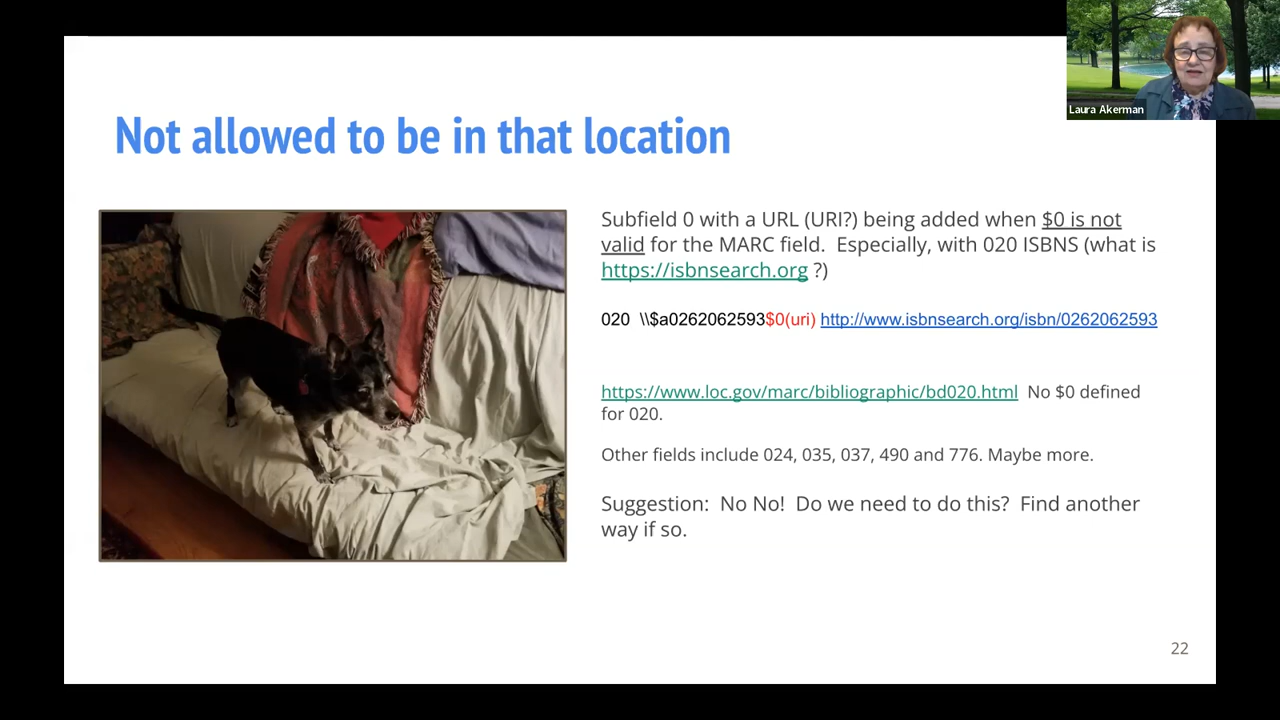 Laura Akerman
Not allowed to be in that location
Subfield 0 with a URL (URI?) being added when $0 is not
valid for the MARC field.  Especially, with 020 ISBNS (what is
https://isbnsearch.org ?)
020  \\$a0262062593$0(uri) http://www.isbnsearch.org/isbn/0262062593
https://www.loc.gov/marc/bibliographic/bd020.html  No $0 defined
for 020.
Other fields include 024, 035, 037, 490 and 776. Maybe more.
Suggestion:  No No!  Do we need to do this?  Find another
way if so.
22